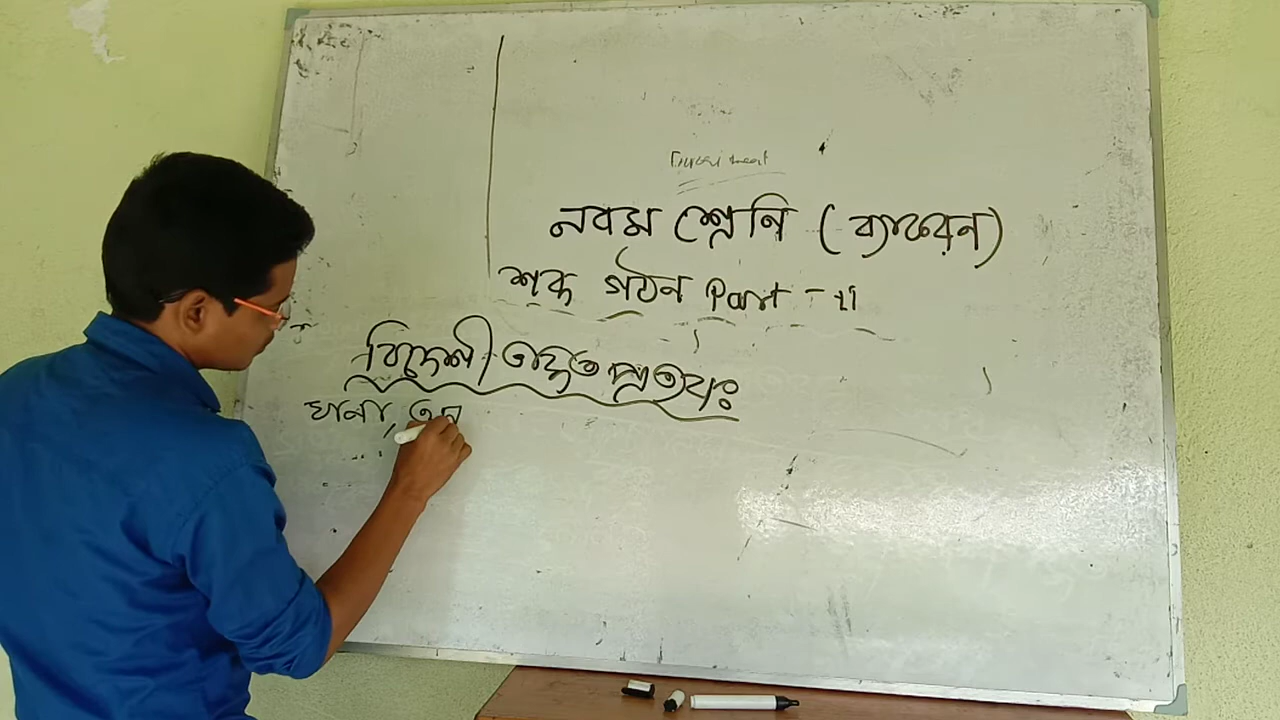 নবম শ্রেনি (ব্যাকরন)
শব্দ গঠন Part - II
বিদেশী তদ্ধিত প্রত্যয়ঃ
খানা,